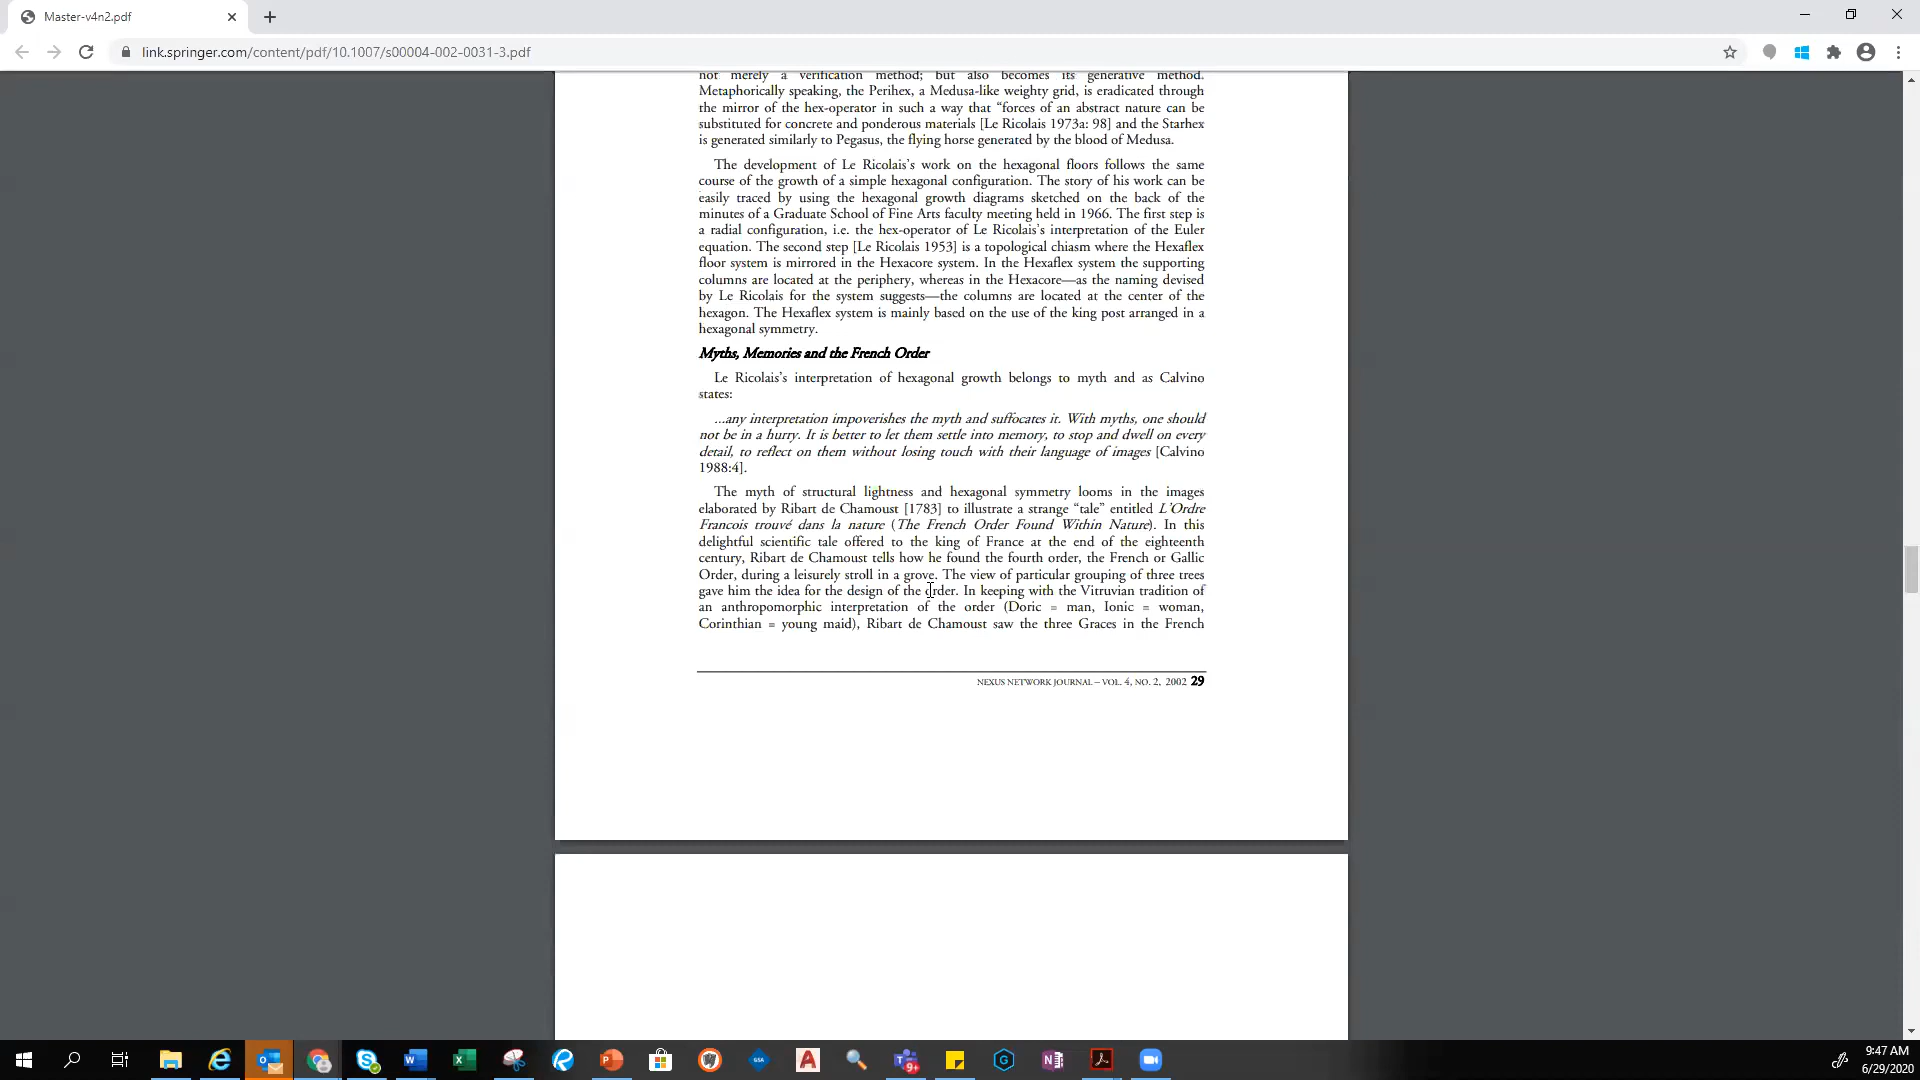 Master-v4n2.pdf
link.springer.com/content/pdf/10.1007/s00004-002-0031-3.pdf
not merely a verification method; but also becomes its generative method.
Metaphorically speaking, the Perihex, a Medusa-like weighty grid, is eradicated through
the mirror of the hex-operator in such a way that “forces of an abstract nature can be
substituted for concrete and ponderous materials [Le Ricolais 1973a: 98] and the Starhex
is generated similarly to Pegasus, the flying horse generated by the blood of Medusa.
The development of Le Ricolais's work on the hexagonal floors follows the same
course of the growth of a simple hexagonal configuration. The story of his work can be
easily traced by using the hexagonal growth diagrams sketched on the back of the
minutes of a Graduate School of Fine Arts faculty meeting held in 1966. The first step is
a radial configuration, i.e. the hex-operator of Le Ricolais's interpretation of the Euler
equation. The second step [Le Ricolais 1953] is a topological chiasm where the Hexaflex
floor system is mirrored in the Hexacore system. In the Hexaflex system the supporting
columns are located at the periphery, whereas in the Hexacore—as the naming devised
by Le Ricolais for the system suggests—the columns are located at the center of the
hexagon. The Hexaflex system is mainly based on the use of the king post arranged in a
hexagonal symmetry.
Myths, Memories and the French Order
Le Ricolais's interpretation of hexagonal growth belongs to myth and as Calvino
states:
...any interpretation impoverishes the myth and suffocates it. With myths, one should
not be in a hurry. It is better to let them settle into memory, to stop and dwell on every
detail, to reflect on them without losing touch with their language of images [Calvino
1988:4].
The myth of structural lightness and hexagonal symmetry looms in the images
elaborated by Ribart de Chamoust [1783] to illustrate a strange “tale” entitled L'Ordre
Francois trouvé dans la nature (The French Order Found Within Nature). In this
delightful scientific tale offered to the king of France at the end of the eighteenth
century, Ribart de Chamoust tells how he found the fourth order, the French or Gallic
Order, during a leisurely stroll in a grove. The view of particular grouping of three trees
gave him the idea for the design of the order. In keeping with the Vitruvian tradition of
an anthropomorphic interpretation of the order (Doric = man, Ionic = woman,
Corinthian = young maid), Ribart de Chamoust saw the three Graces in the French
NEXUS NETWORK JOURNAL – VOL. 4, NO. 2, 2002 29
9:47 AM
6/29/2020